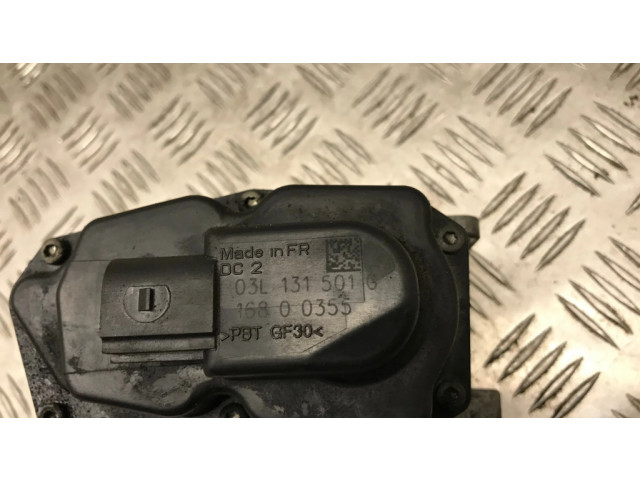 Made in FR
DC 2
03L 131 501 G
168 0 0355
>PBT GF30<